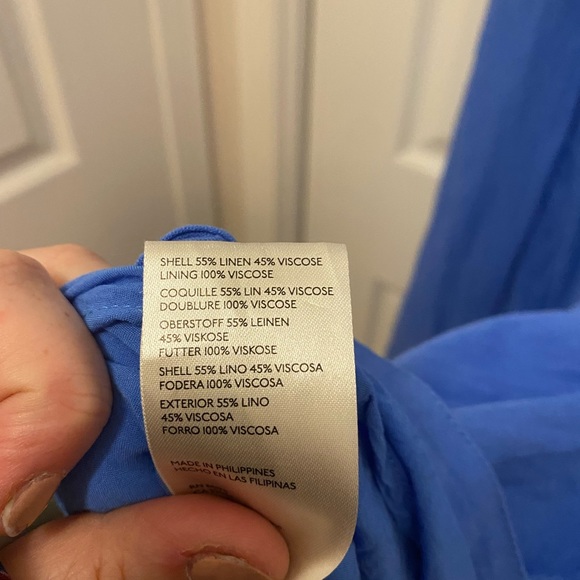 SHELL 55% LINEN 45% VISCOSE
LINING 100% VISCOSE
COQUILLE 55% LIN 45% VISCOSE
DOUBLURE 100% VISCOSE
OBERSTOFF 55% LEINEN
45% VISKOSE
FUTTER 100% VISKOSE
SHELL 55% LINO 45% VISCOSA
FODERA 100% VISCOSA
EXTERIOR 55% LINO
45% VISCOSA
FORRO 100% VISCOSA
MADE IN PHILIPPINES
HECHO EN LAS FILIPINAS